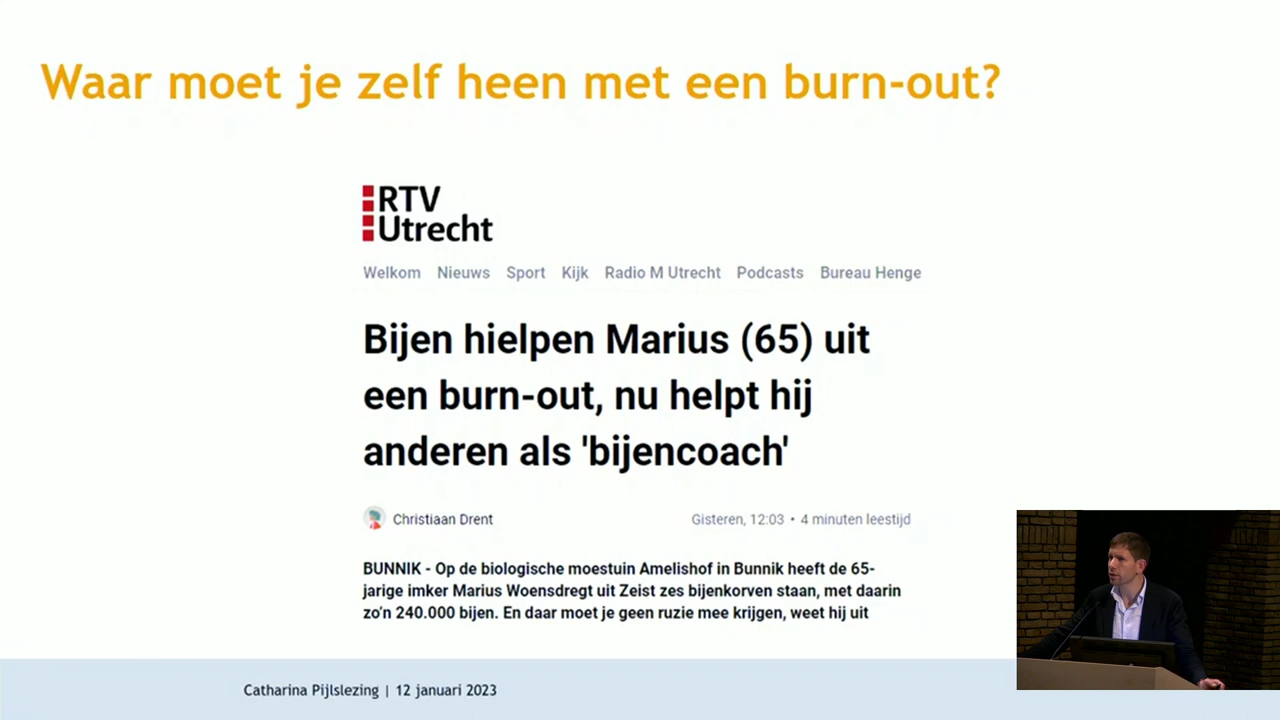 Waar moet je zelf heen met een burn-out?
RTV
Utrecht
Welkom Nieuws Sport Kijk Radio M Utrecht Podcasts Bureau Henge
Bijen hielpen Marius (65) uit
een burn-out, nu helpt hij
anderen als 'bijencoach'
Christiaan Drent Gisteren, 12:03 • 4 minuten leestijd
BUNNIK - Op de biologische moestuin Amelishof in Bunnik heeft de 65-
jarige imker Marius Woensdregt uit Zeist zes bijenkorven staan, met daarin
zo'n 240.000 bijen. En daar moet je geen ruzie mee krijgen, weet hij uit
Catharina Pijlslezing | 12 januari 2023